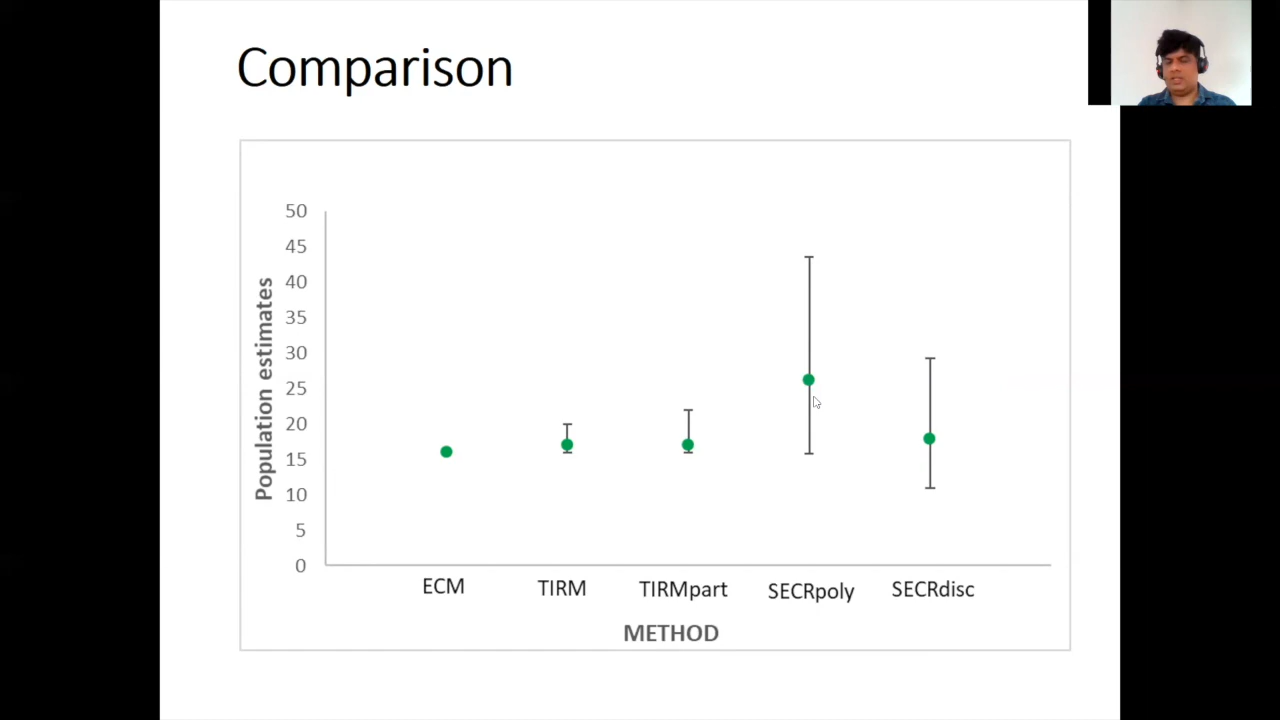 Comparison
50
45
40
35
30
25
20
15
10
5
0
Population estimates
ECM
TIRM
TIRMpart
SECRpoly
SECRdisc
METHOD